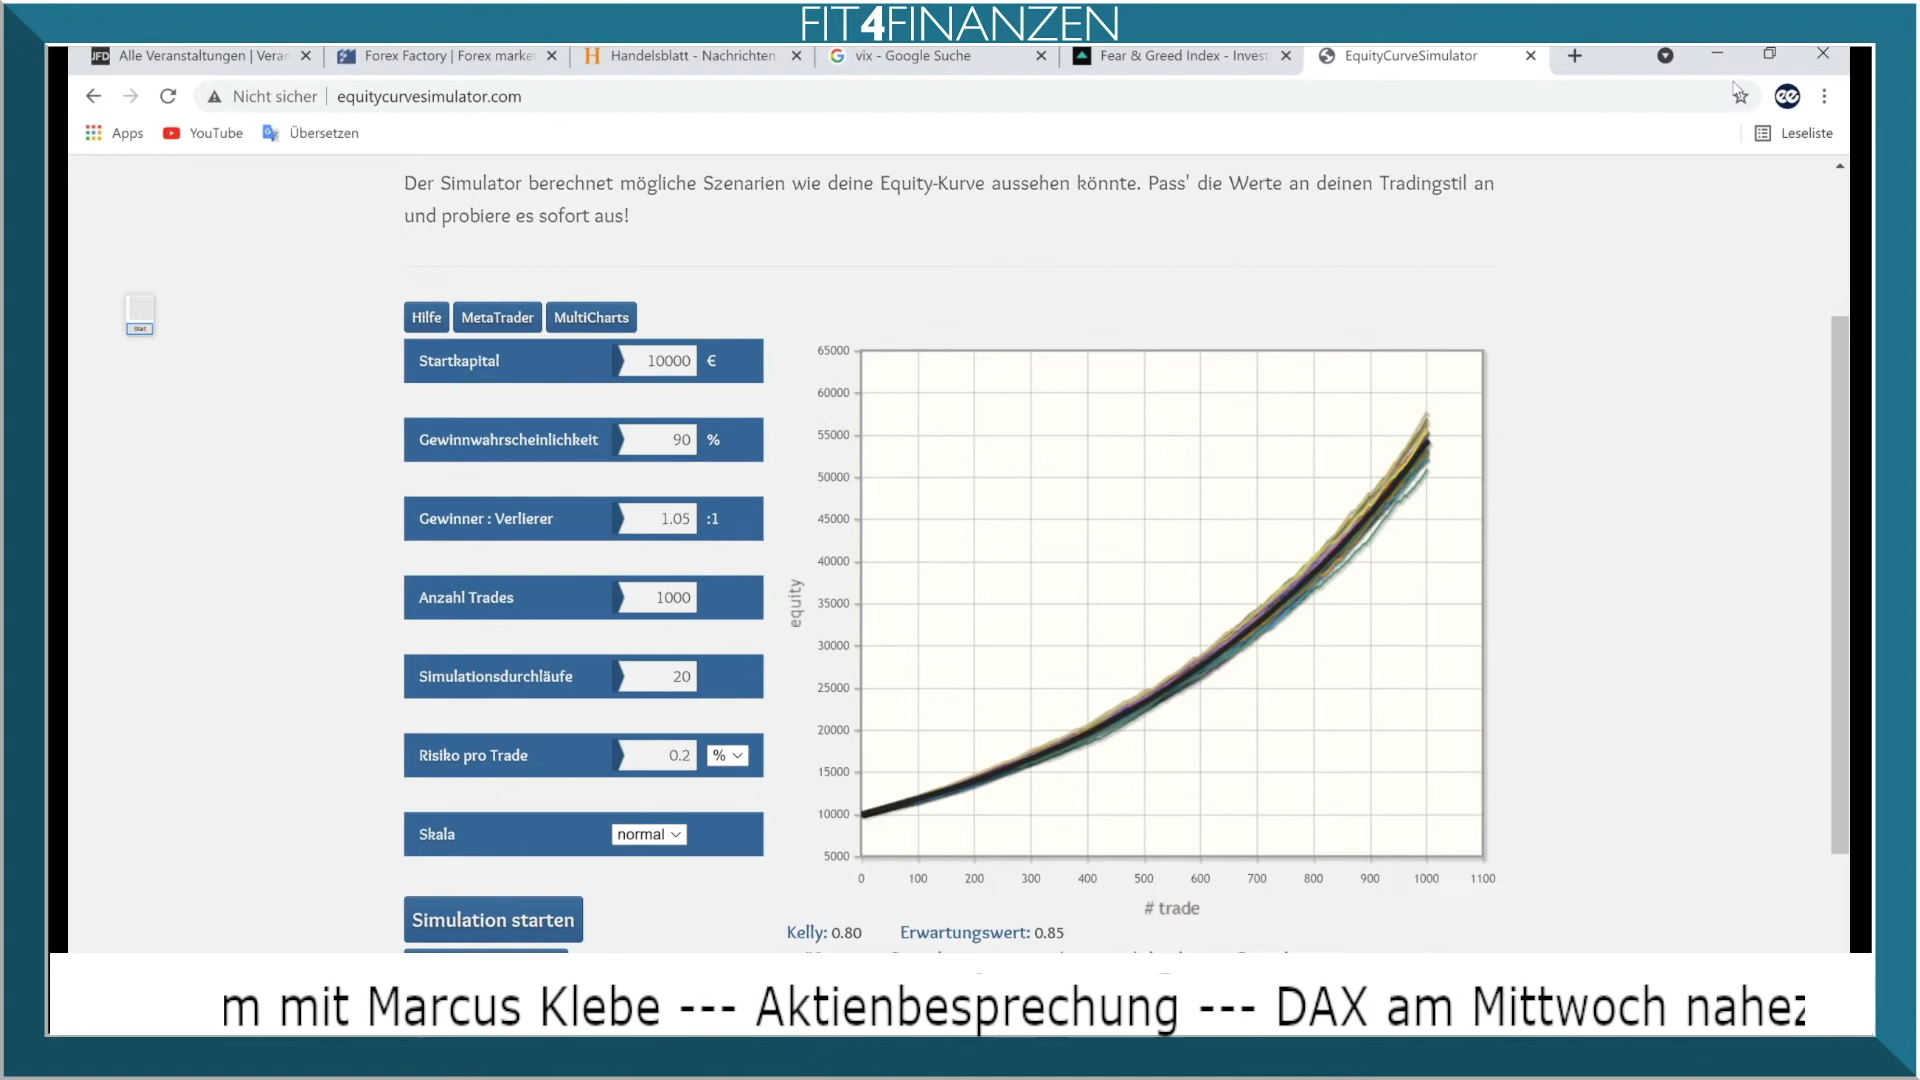 FIT4FINANZEN
JFD Alle Veranstaltungen | Veran
Forex Factory | Forex marke
H Handelsblatt - Nachrichten
G vix - Google Suche
Fear & Greed Index - Invest
EquityCurveSimulator
Nicht sicher | equitycurvesimulator.com
Apps YouTube Übersetzen Leseliste
Der Simulator berechnet mögliche Szenarien wie deine Equity-Kurve aussehen könnte. Pass' die Werte an deinen Tradingstil an
und probiere es sofort aus!
Start
Hilfe MetaTrader MultiCharts
Startkapital 10000 €
Gewinnwahrscheinlichkeit 90 %
Gewinner : Verlierer 1.05 :1
Anzahl Trades 1000
Simulationsdurchläufe 20
Risiko pro Trade 0.2 %
Skala normal
Simulation starten
65000
60000
55000
50000
45000
40000
35000
30000
25000
20000
15000
10000
5000
equity
0 100 200 300 400 500 600 700 800 900 1000 1100
# trade
Kelly: 0.80 Erwartungswert: 0.85
m mit Marcus Klebe --- Aktienbesprechung --- DAX am Mittwoch nahez